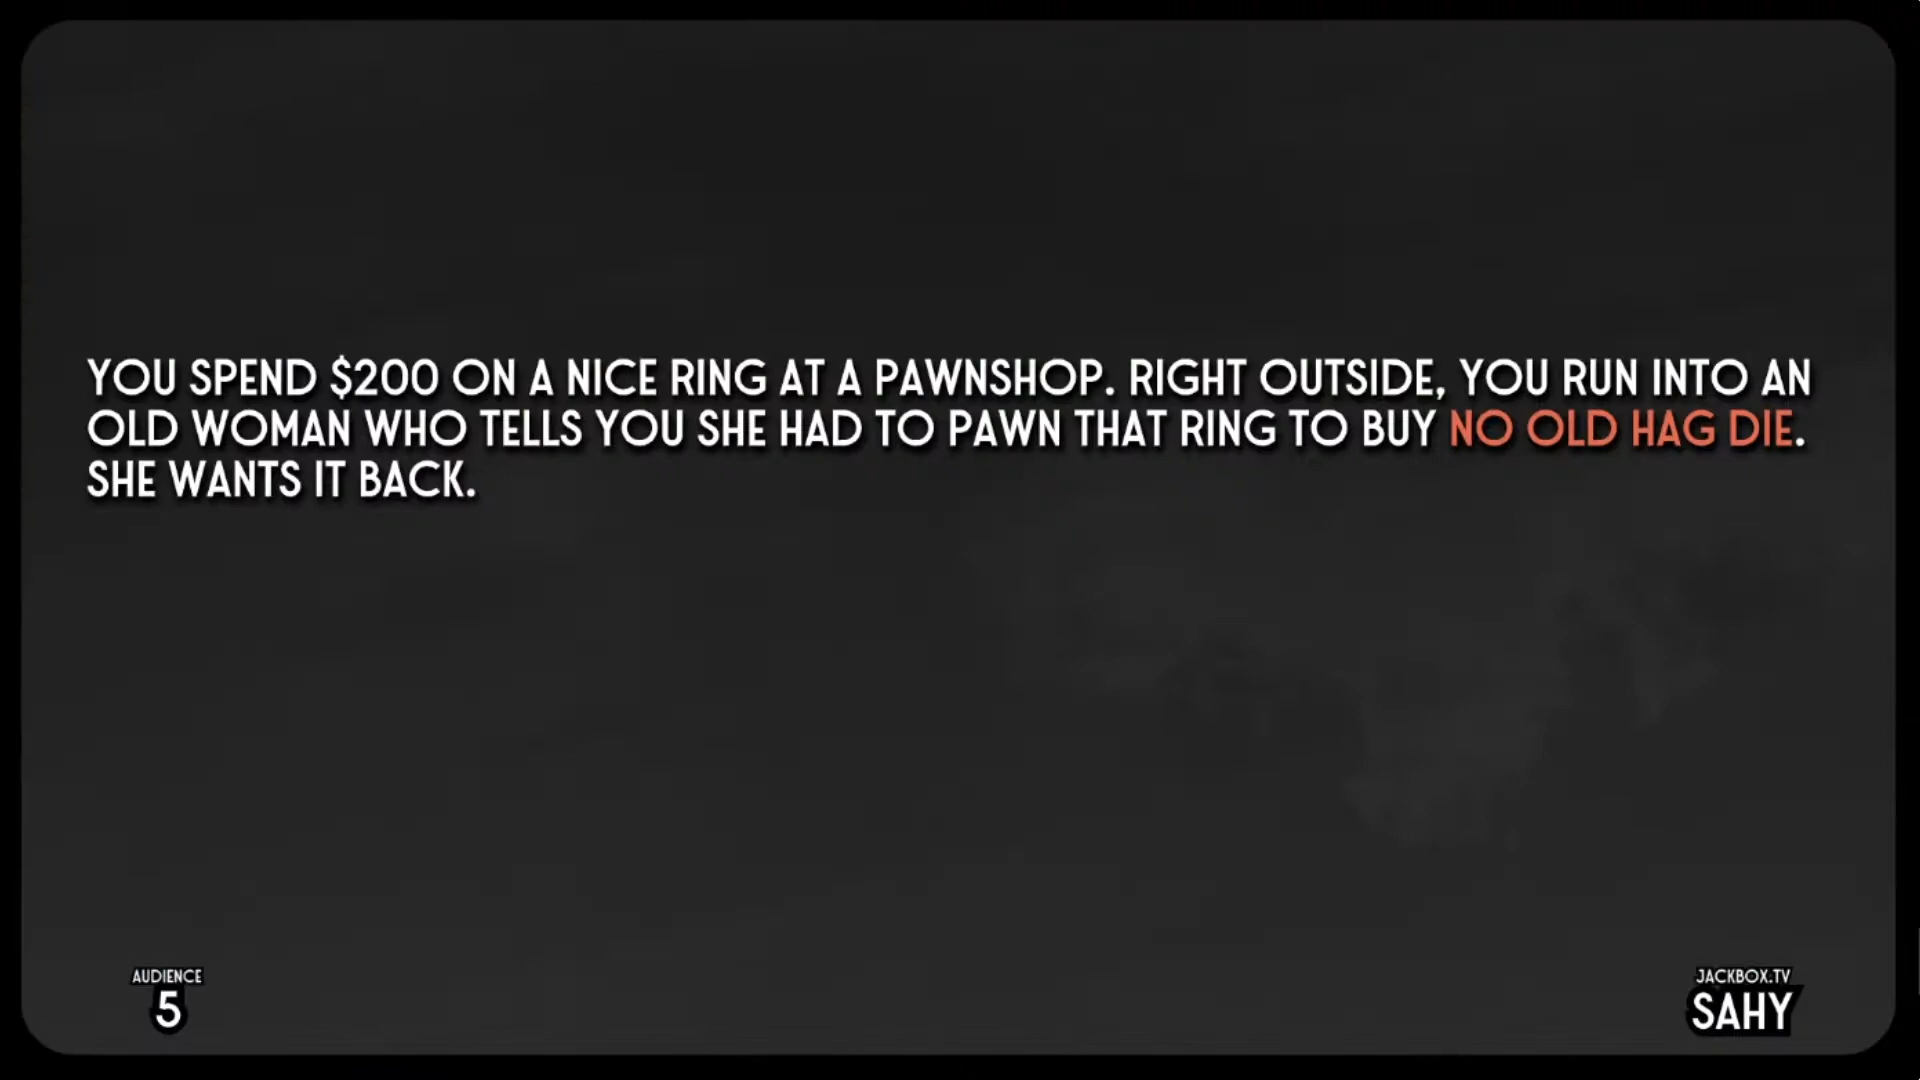 YOU SPEND $200 ON A NICE RING AT A PAWNSHOP. RIGHT OUTSIDE, YOU RUN INTO AN
OLD WOMAN WHO TELLS YOU SHE HAD TO PAWN THAT RING TO BUY NO OLD HAG DIE.
SHE WANTS IT BACK.
AUDIENCE
5
JACKBOX.TV
SAHY